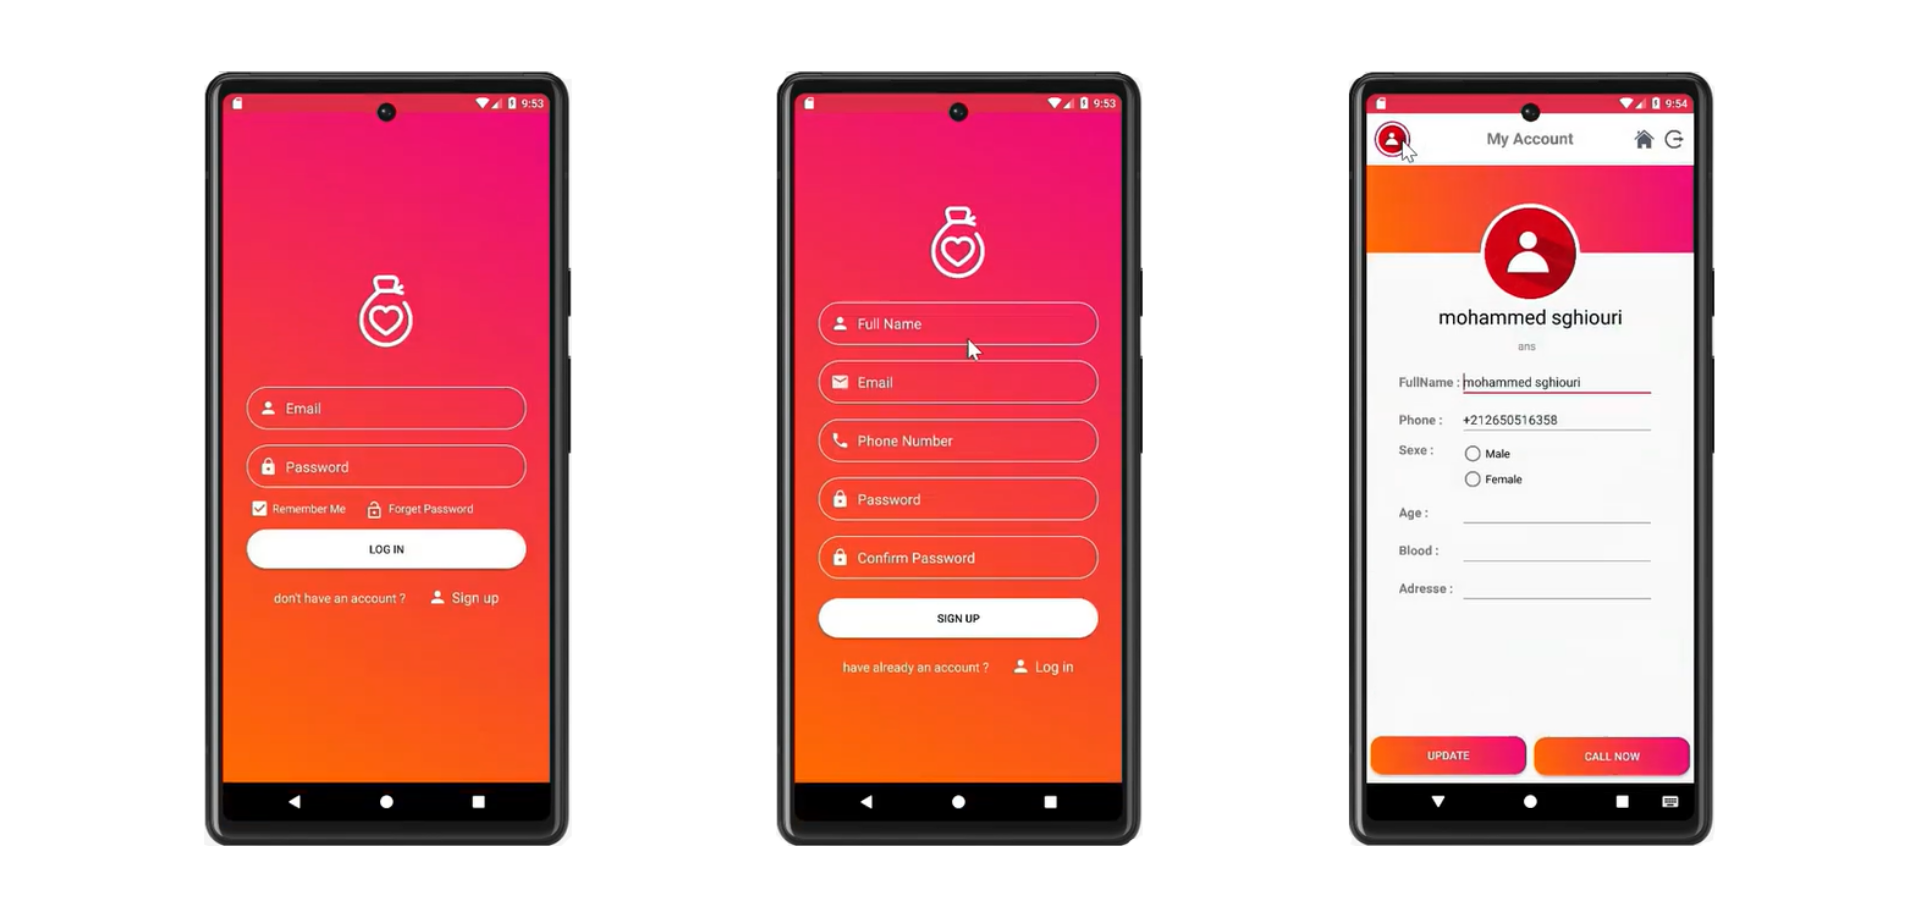 9:53
Email
Password
Remember Me Forget Password
LOG IN
don't have an account ? Sign up
9:53
Full Name
Email
Phone Number
Password
Confirm Password
SIGN UP
have already an account ? Log in
9:54
My Account
mohammed sghiouri
ans
FullName : mohammed sghiouri
Phone : +212650516358
Sexe : Male
Female
Age :
Blood :
Adresse :
UPDATE CALL NOW